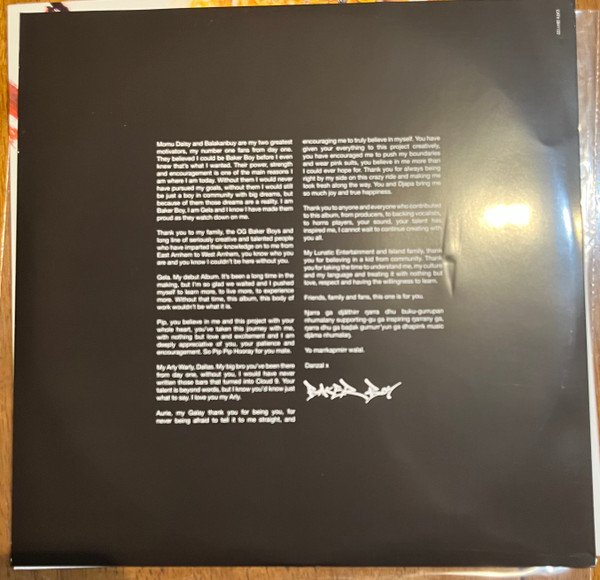 Momu Daisy and Balakanbuy are my two greatest
motivators, my number one fans from day one.
They believed I could be Baker Boy before I even
knew that's what I wanted. Their power, strength
and encouragement is one of the main reasons I
am where I am today. Without them I would never
have pursued my goals, without them I would still
be just a boy in community with big dreams, but
because of them those dreams are a reality. I am
Baker Boy, I am Gela and I know I have made them
proud as they watch down on me.
Thank you to my family, the OG Baker Boys and
long line of seriously creative and talented people
who have imparted their knowledge on to me from
East Arnhem to West Arnhem, you know who you
are and you know I couldn't be here without you.
Gela. My debut Album. It's been a long time in the
making, but I'm so glad we waited and I pushed
myself to learn more, to live more, to experience
more. Without that time, this album, this body of
work wouldn't be what it is.
Pip, you believe in me and this project with your
whole heart, you've taken this journey with me,
with nothing but love and excitement and I am
deeply appreciative of you, your patience and
encouragement. So Pip Pip-Hooray for you mate.
My Arly Warly, Dallas. My big bro you've been there
from day one, without you, I would have never
written those bars that turned into Cloud 9. Your
talent is beyond words, but I know you'd know just
what to say. I love you my Arly.
Aurie, my Galay thank you for being you, for
never being afraid to tell it to me straight, and
encouraging me to truly believe in myself. You have
given your everything to this project creatively,
you have encouraged me to push my boundaries
and wear pink suits, you believe in me more than
I could ever hope for. Thank you for always being
right by my side on this crazy ride and making me
look fresh along the way. You and Djapa bring me
so much joy and true happiness.
Thank you to anyone and everyone who contributed
to this album, from producers, to backing vocalists,
to horns players, your sound, your talent has
inspired me, I cannot wait to continue creating with
you all.
My Lunatic Entertainment and Island family, thank
you for believing in a kid from community. Thank
you for taking the time to understand me, my culture
and my language and treating it with nothing but
love, respect and having the willingness to learn.
Friends, family and fans, this one is for you.
ga djälthirr ŋarra dhu buku-gurrupan
nhumalany supporting-gu ga inspiring ŋarrany ga,
ŋarra dhu ga ga dhapirrk music
djäma nhumalaŋ.
Yo manhapmirr walal.
Danzal x
BAKER BOY